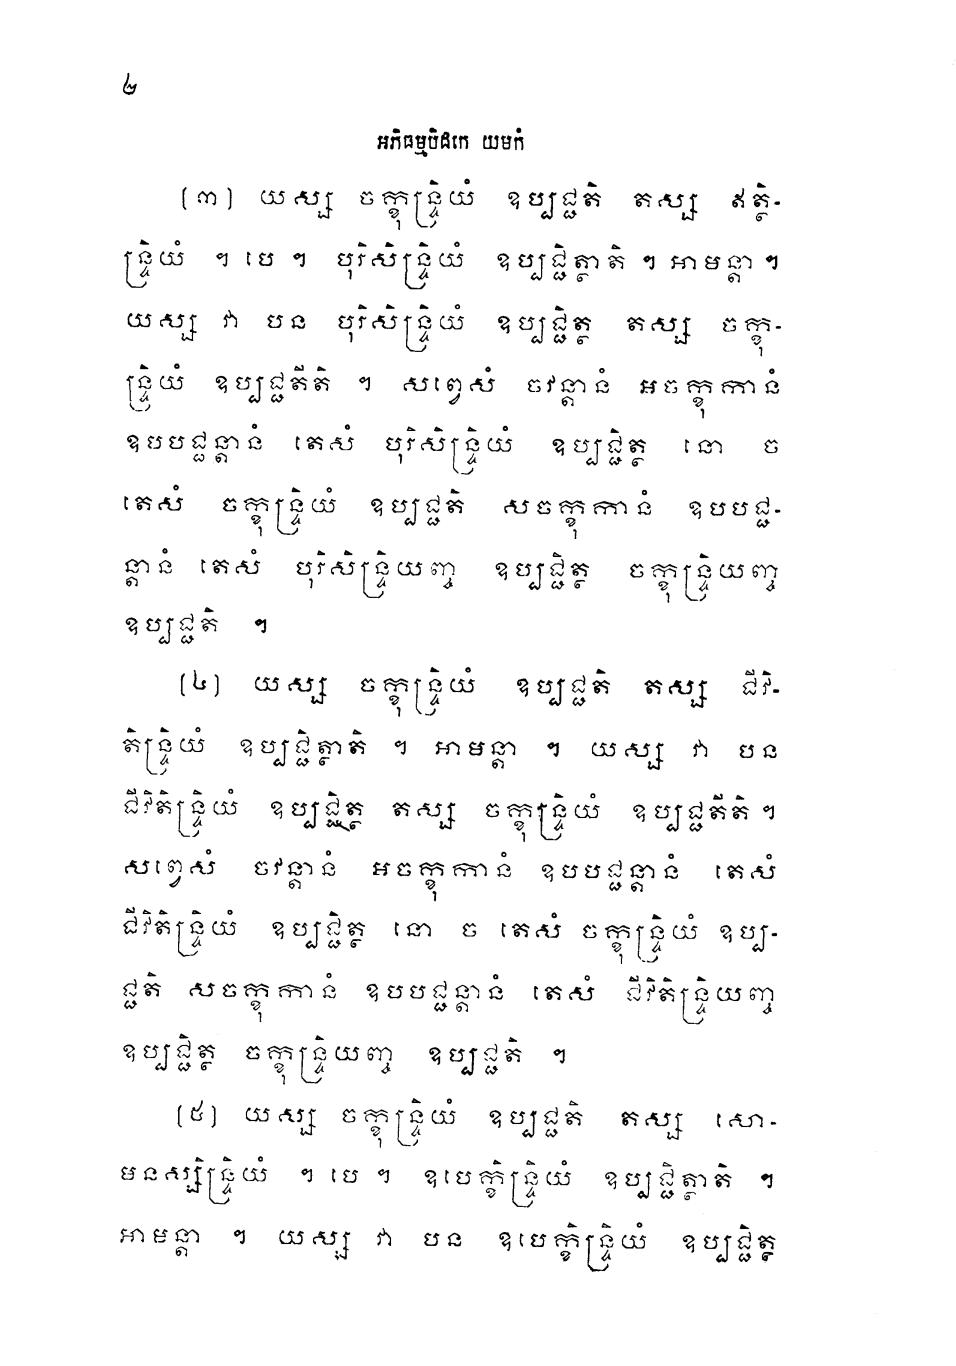 ៤
អភិធម្មបិដកេ យមកំ
(៣) យស្ស ចក្ខុន្ទ្រិយំ ឧប្បជ្ជតិ តស្ស ឥត្ថិ-
ន្ទ្រិយំ ។ បេ ។ បុរិសិន្ទ្រិយំ ឧប្បជ្ជិត្ថាតិ ។ អាមន្តា ។
យស្ស វា បន បុរិសិន្ទ្រិយំ ឧប្បជ្ជិត្ថ តស្ស ចក្ខុ-
ន្ទ្រិយំ ឧប្បជ្ជតីតិ ។ សព្វេសំ ចវន្តានំ អចក្ខុកានំ
ឧបបជ្ជន្តានំ តេសំ បុរិសិន្ទ្រិយំ ឧប្បជ្ជិត្ថ នោ ច
តេសំ ចក្ខុន្ទ្រិយំ ឧប្បជ្ជតិ សចក្ខុកានំ ឧបបជ្ជ-
ន្តានំ តេសំ បុរិសិន្ទ្រិយញ្ច ឧប្បជ្ជិត្ថ ចក្ខុន្ទ្រិយញ្ច
ឧប្បជ្ជតិ ។
(៤) យស្ស ចក្ខុន្ទ្រិយំ ឧប្បជ្ជតិ តស្ស ជីវិ-
តិន្ទ្រិយំ ឧប្បជ្ជិត្ថាតិ ។ អាមន្តា ។ យស្ស វា បន
ជីវិតិន្ទ្រិយំ ឧប្បជ្ជិត្ថ តស្ស ចក្ខុន្ទ្រិយំ ឧប្បជ្ជតីតិ ។
សព្វេសំ ចវន្តានំ អចក្ខុកានំ ឧបបជ្ជន្តានំ តេសំ
ជីវិតិន្ទ្រិយំ ឧប្បជ្ជិត្ថ នោ ច តេសំ ចក្ខុន្ទ្រិយំ ឧប្ប-
ជ្ជតិ សចក្ខុកានំ ឧបបជ្ជន្តានំ តេសំ ជីវិតិន្ទ្រិយញ្ច
ឧប្បជ្ជិត្ថ ចក្ខុន្ទ្រិយញ្ច ឧប្បជ្ជតិ ។
(៥) យស្ស ចក្ខុន្ទ្រិយំ ឧប្បជ្ជតិ តស្ស សោ-
មនស្សិន្ទ្រិយំ ។ បេ ។ ឧបេក្ខិន្ទ្រិយំ ឧប្បជ្ជិត្ថាតិ ។
អាមន្តា ។ យស្ស វា បន ឧបេក្ខិន្ទ្រិយំ ឧប្បជ្ជិត្ថ